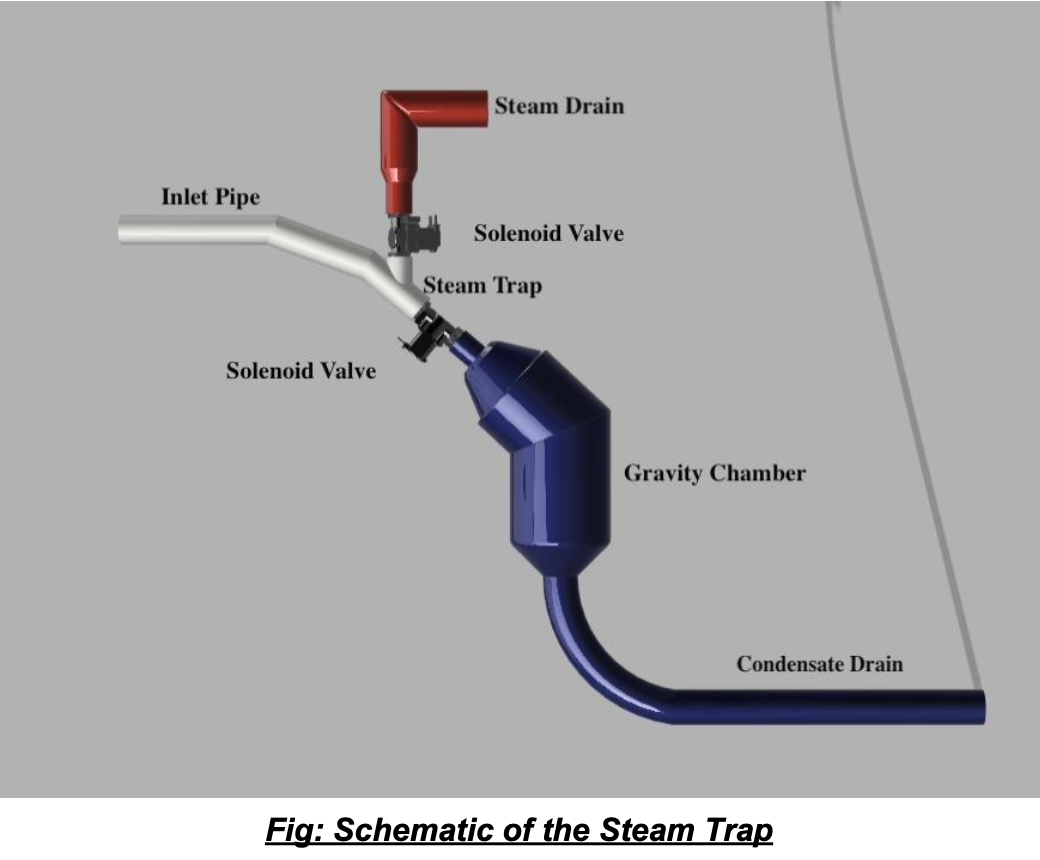 Steam Drain
Inlet Pipe
Solenoid Valve
Steam Trap
Solenoid Valve
Gravity Chamber
Condensate Drain
Fig: Schematic of the Steam Trap